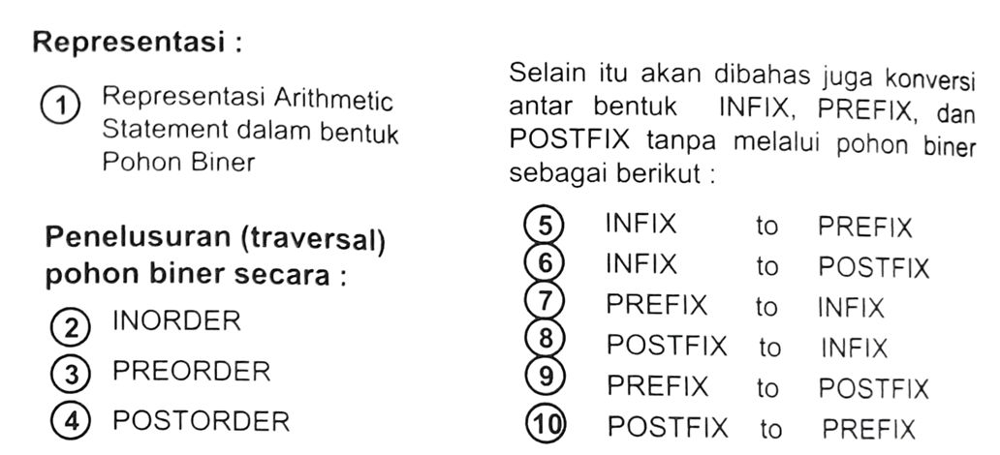 Representasi :
1 Representasi Arithmetic
Statement dalam bentuk
Pohon Biner
Penelusuran (traversal)
pohon biner secara :
2 INORDER
3 PREORDER
4 POSTORDER
Selain itu akan dibahas juga konversi
antar bentuk INFIX, PREFIX, dan
POSTFIX tanpa melalui pohon biner
sebagai berikut :
5 INFIX to PREFIX
6 INFIX to POSTFIX
7 PREFIX to INFIX
8 POSTFIX to INFIX
9 PREFIX to POSTFIX
10 POSTFIX to PREFIX